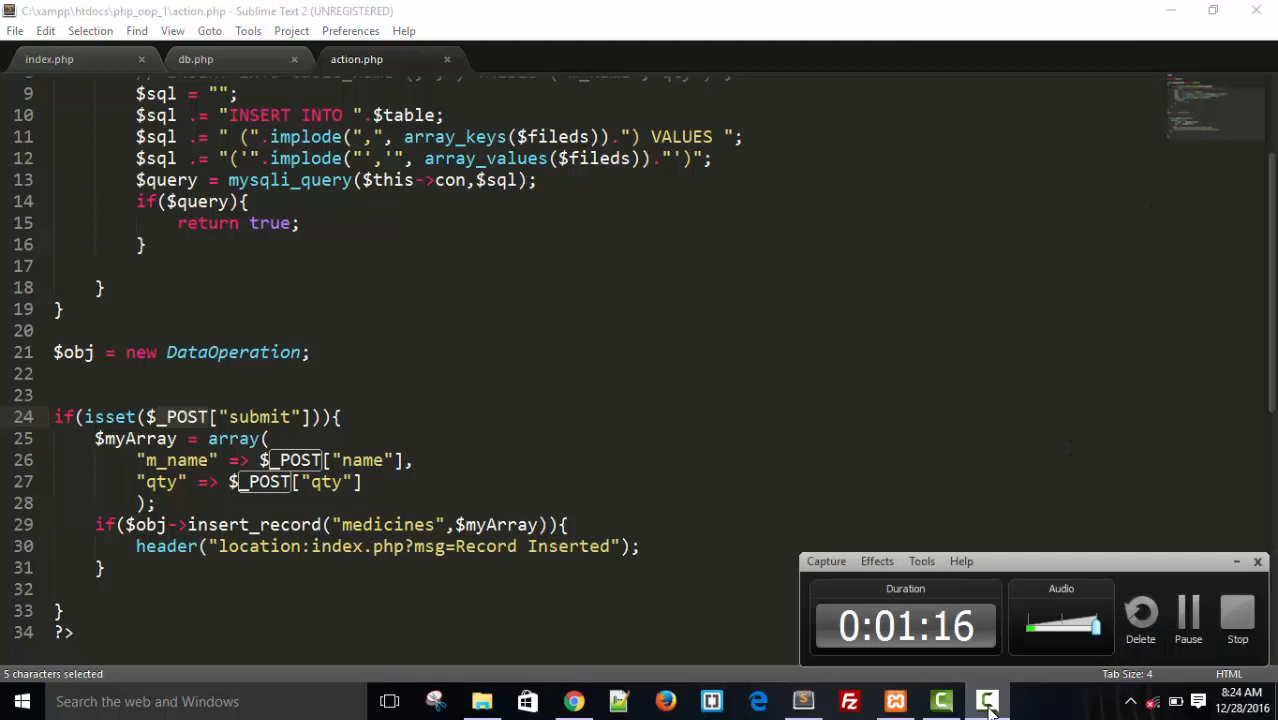 C:\xampp\htdocs\php_oop_1\action.php - Sublime Text 2 (UNREGISTERED)
File Edit Selection Find View Goto Tools Project Preferences Help
index.php × db.php × action.php ×
9 $sql = "";
10 $sql .= "INSERT INTO ".$table;
11 $sql .= " (".implode(",", array_keys($fileds)).") VALUES ";
12 $sql .= "('".implode("','", array_values($fileds))."')";
13 $query = mysqli_query($this->con,$sql);
14 if($query){
15 return true;
16 }
17
18 }
19 }
20
21 $obj = new DataOperation;
22
23
24 if(isset($_POST["submit"])){
25 $myArray = array(
26 "m_name" => $_POST["name"],
27 "qty" => $_POST["qty"]
28 );
29 if($obj->insert_record("medicines",$myArray)){
30 header("location:index.php?msg=Record Inserted");
31 }
32
33 }
34 ?>
Capture Effects Tools Help
Duration Audio
0:01:16
Delete Pause Stop
5 characters selected Tab Size: 4 HTML
Search the web and Windows
8:24 AM
12/28/2016